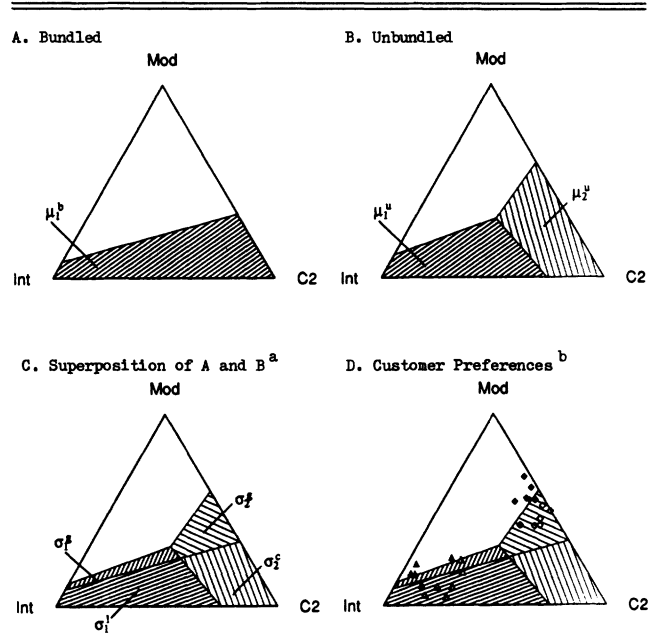 A. Bundled
Mod
μ₁ᵇ
Int
C2
B. Unbundled
Mod
μ₁ᵘ
μ₂ᵘ
Int
C2
C. Superposition of A and B ᵃ
Mod
σ₁ᵍ
σ₂ᵍ
σ₂ᶜ
Int
C2
σ₁¹
D. Customer Preferences ᵇ
Mod
Int
C2